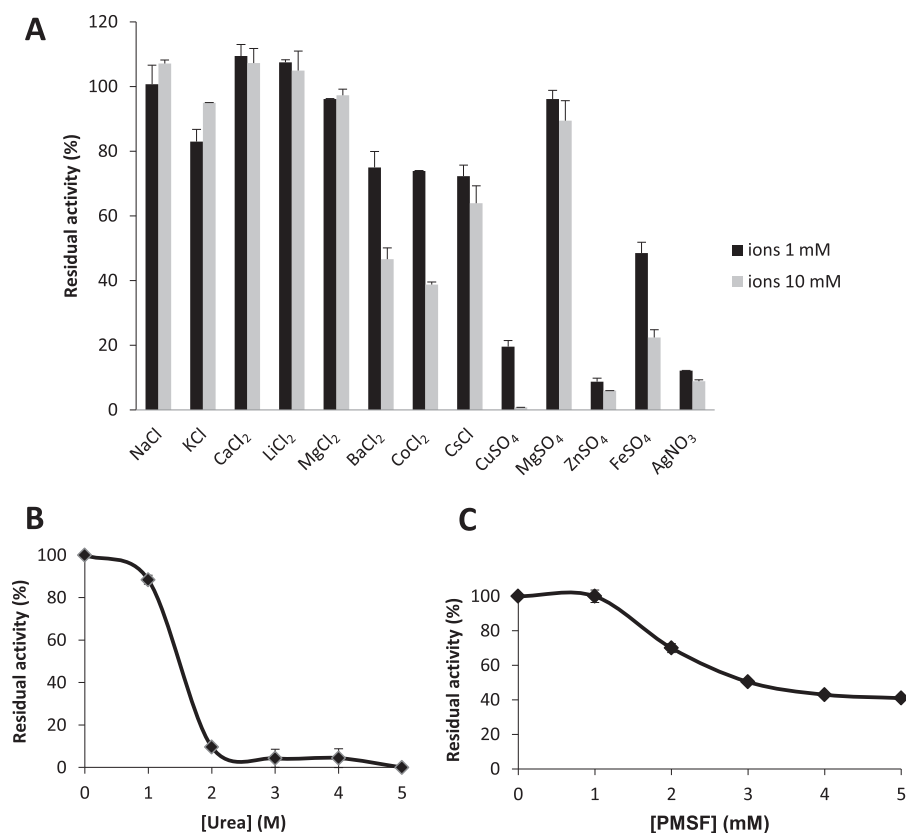 A
Residual activity (%)
120
100
80
60
40
20
0
NaCl
KCl
CaCl₂
LiCl₂
MgCl₂
BaCl₂
CoCl₂
CsCl
CuSO₄
MgSO₄
ZnSO₄
FeSO₄
AgNO₃
ions 1 mM
ions 10 mM
B
Residual activity (%)
100
80
60
40
20
0
0 1 2 3 4 5
[Urea] (M)
C
Residual activity (%)
100
80
60
40
20
0
0 1 2 3 4 5
[PMSF] (mM)